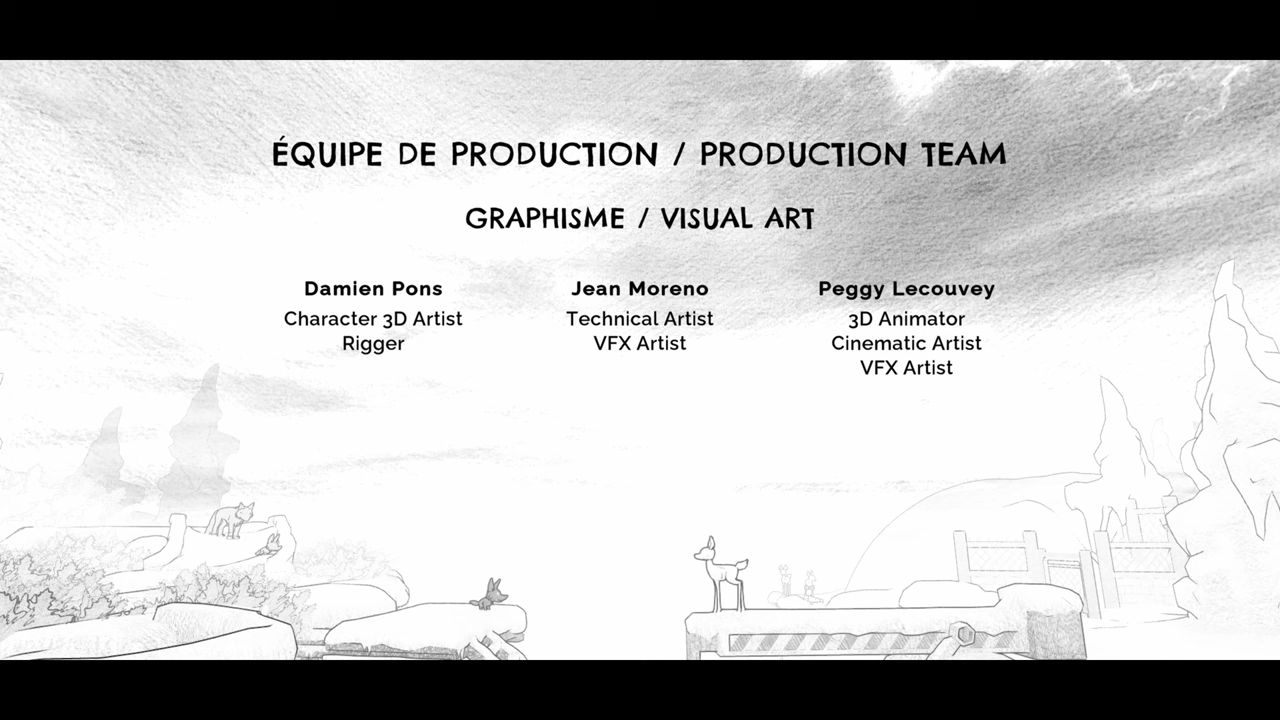 ÉQUIPE DE PRODUCTION / PRODUCTION TEAM
GRAPHISME / VISUAL ART
Damien Pons
Character 3D Artist
Rigger
Jean Moreno
Technical Artist
VFX Artist
Peggy Lecouvey
3D Animator
Cinematic Artist
VFX Artist